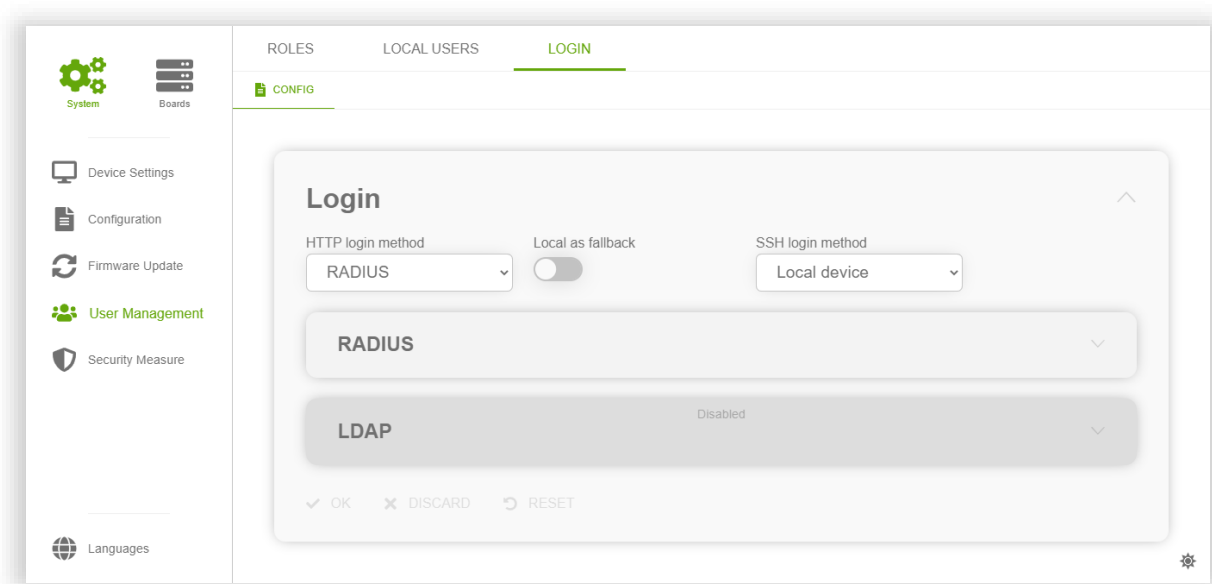 ROLES LOCAL USERS LOGIN
System Boards
CONFIG
Device Settings
Configuration
Firmware Update
User Management
Security Measure
Languages
Login
HTTP login method Local as fallback SSH login method
RADIUS Local device
RADIUS
Disabled
LDAP
OK DISCARD RESET